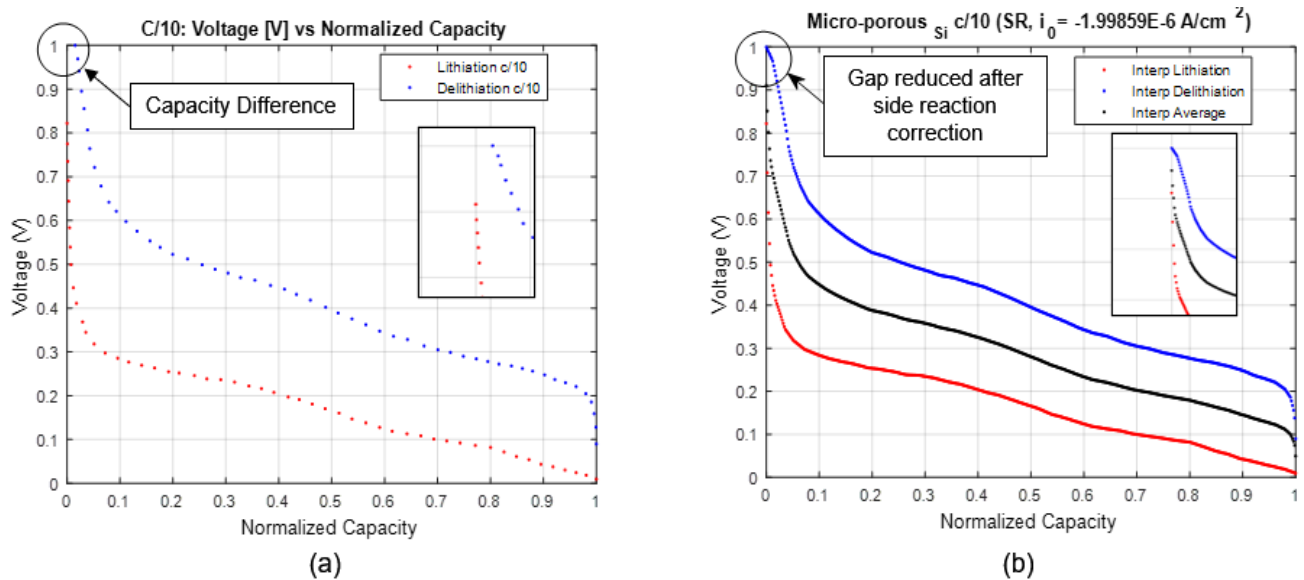 C/10: Voltage [V] vs Normalized Capacity
1
0.9
0.8
0.7
0.6
0.5
0.4
0.3
0.2
0.1
0
Voltage (V)
Capacity Difference
Lithiation c/10
Delithiation c/10
0 0.1 0.2 0.3 0.4 0.5 0.6 0.7 0.8 0.9 1
Normalized Capacity
(a)
Micro-porous Si c/10 (SR, i0= -1.99859E-6 A/cm 2)
1
0.9
0.8
0.7
0.6
0.5
0.4
0.3
0.2
0.1
0
Voltage (V)
Gap reduced after
side reaction
correction
Interp Lithiation
Interp Delithiation
Interp Average
0 0.1 0.2 0.3 0.4 0.5 0.6 0.7 0.8 0.9 1
Normalized Capacity
(b)